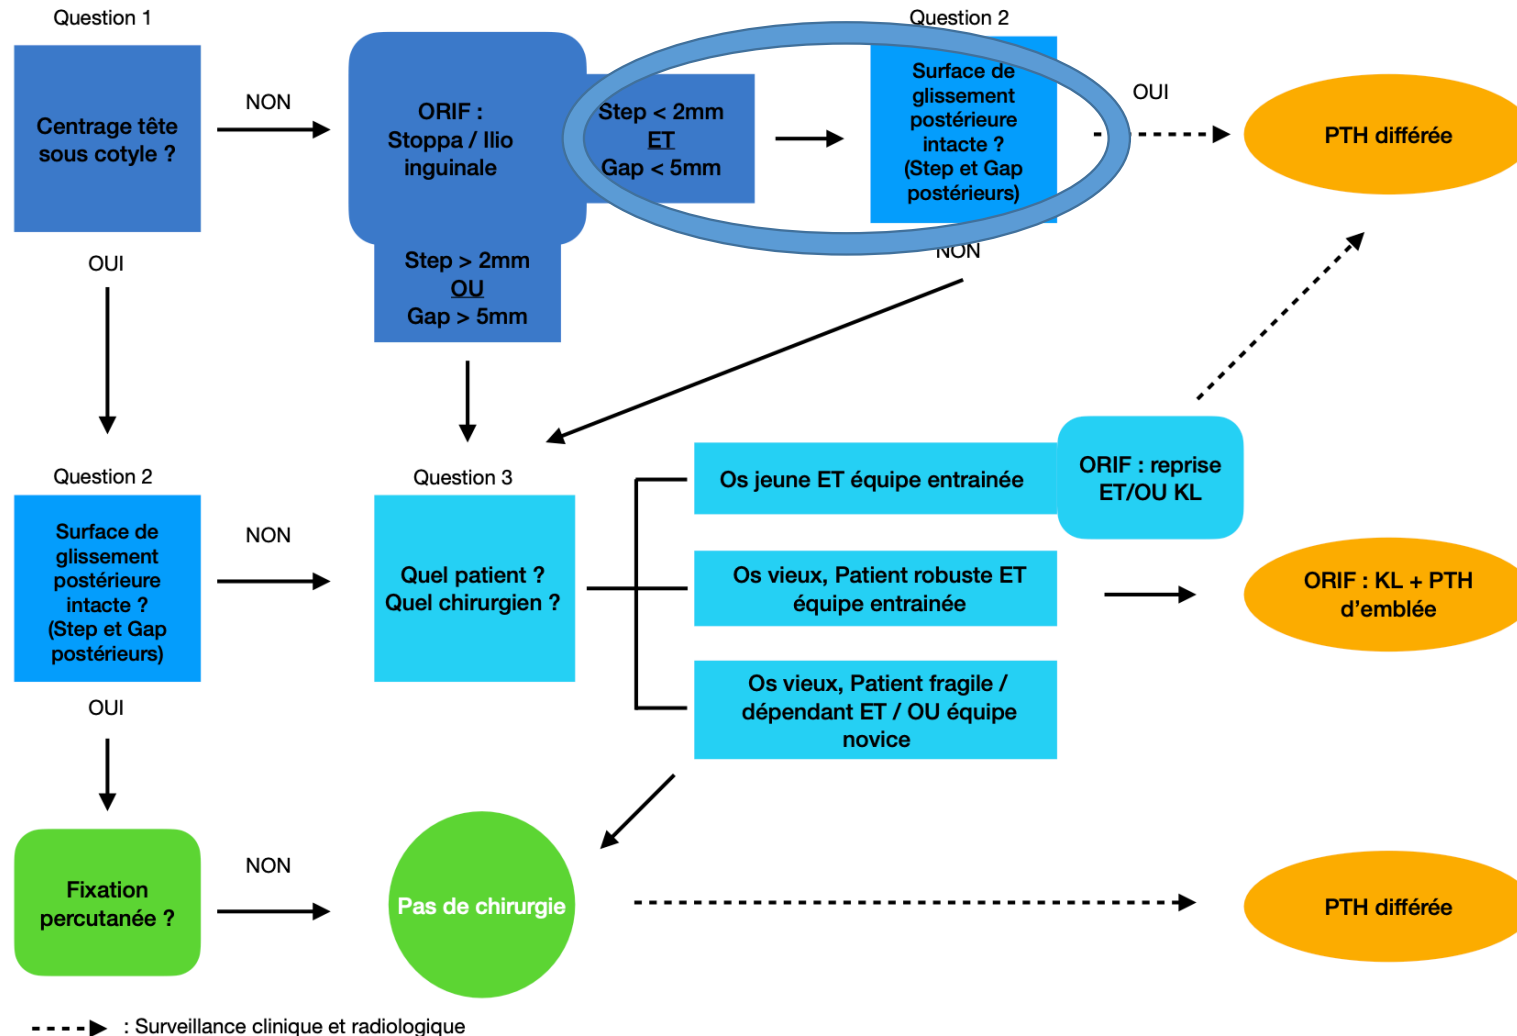 Question 1
Centrage tête
sous cotyle ?
NON
ORIF :
Stoppa / Ilio
inguinale
Step < 2mm
ET
Gap < 5mm
Question 2
Surface de
glissement
postérieure
intacte ?
(Step et Gap
postérieurs)
OUI
PTH différée
OUI
Step > 2mm
OU
Gap > 5mm
NON
Question 2
Surface de
glissement
postérieure
intacte ?
(Step et Gap
postérieurs)
NON
Question 3
Quel patient ?
Quel chirurgien ?
Os jeune ET équipe entrainée
ORIF : reprise
ET/OU KL
Os vieux, Patient robuste ET
équipe entrainée
ORIF : KL + PTH
d'emblée
Os vieux, Patient fragile /
dépendant ET / OU équipe
novice
OUI
Fixation
percutanée ?
NON
Pas de chirurgie
PTH différée
: Surveillance clinique et radiologique